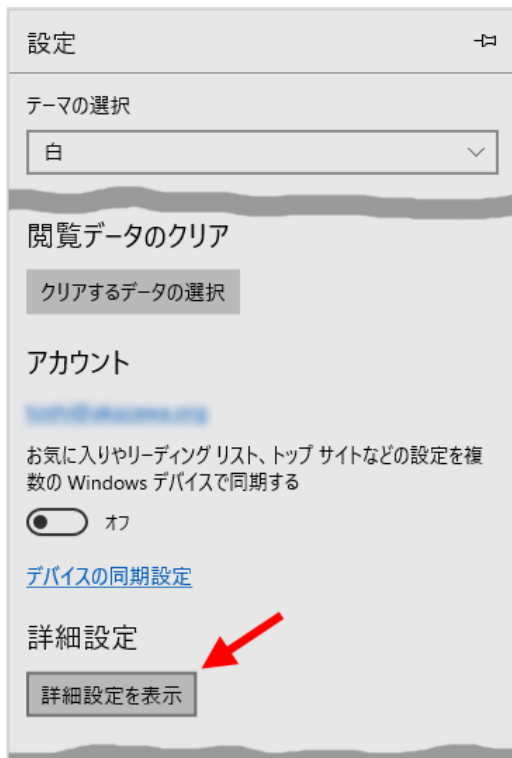 設定
テーマの選択
白
閲覧データのクリア
クリアするデータの選択
アカウント
お気に入りやリーディング リスト、トップ サイトなどの設定を複
数の Windows デバイスで同期する
オフ
デバイスの同期設定
詳細設定
詳細設定を表示